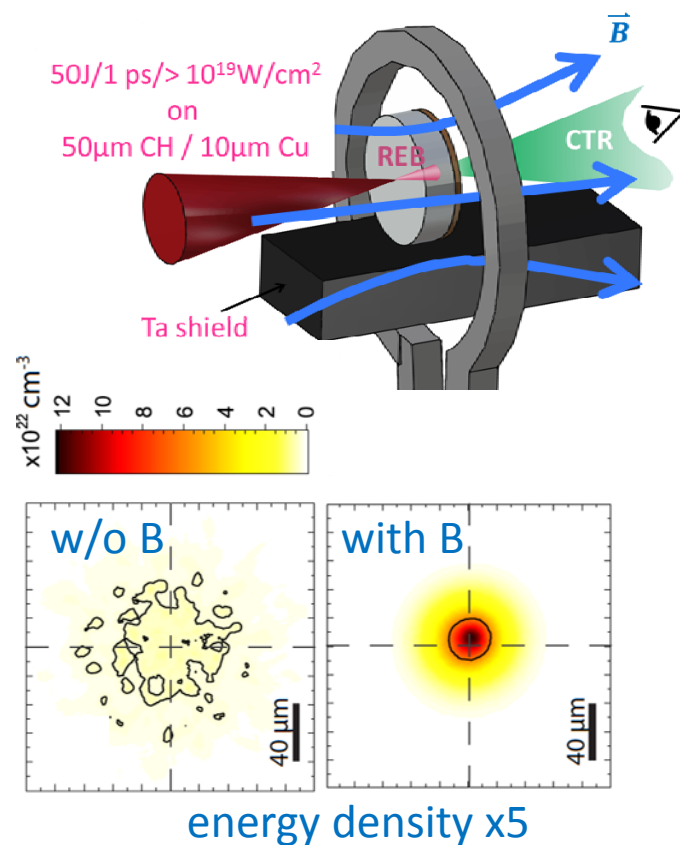 50J/1 ps/> 10¹⁹W/cm²
on
50µm CH / 10µm Cu
B
REB
CTR
Ta shield
x10²² cm⁻³
12 10 8 6 4 2 0
w/o B
with B
40 µm
40 µm
energy density x5